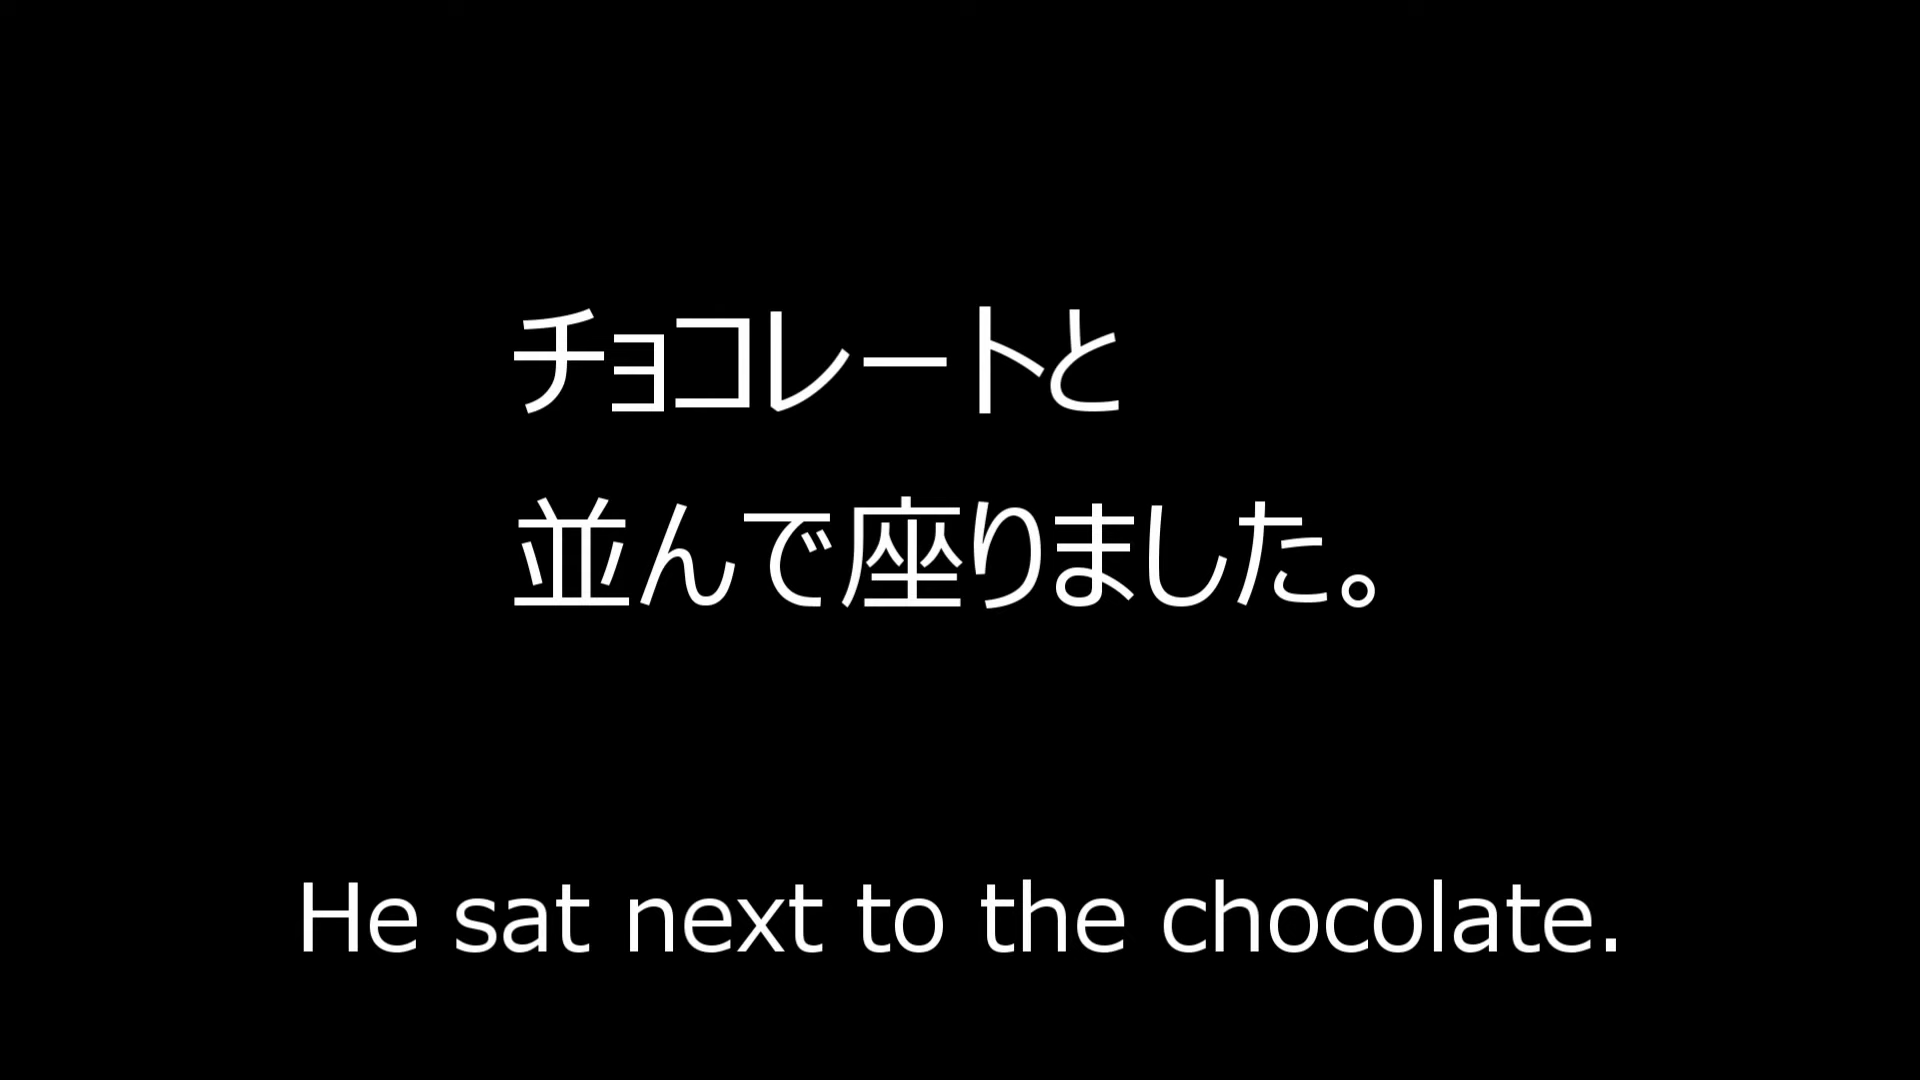 チョコレートと
並んで座りました。
He sat next to the chocolate.